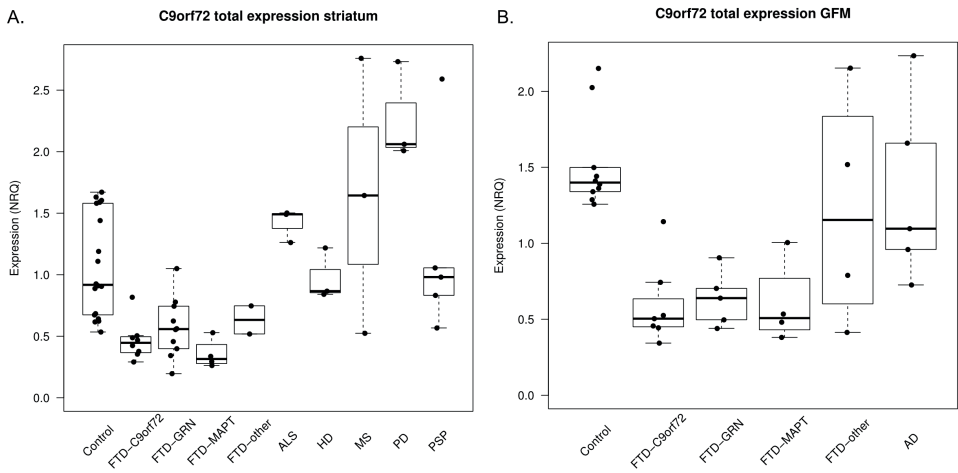 A.
C9orf72 total expression striatum
Expression (NRQ)
2.5
2.0
1.5
1.0
0.5
0.0
Control
FTD−C9orf72
FTD−GRN
FTD−MAPT
FTD−other
ALS
HD
MS
PD
PSP
B.
C9orf72 total expression GFM
Expression (NRQ)
2.0
1.5
1.0
0.5
0.0
Control
FTD−C9orf72
FTD−GRN
FTD−MAPT
FTD−other
AD